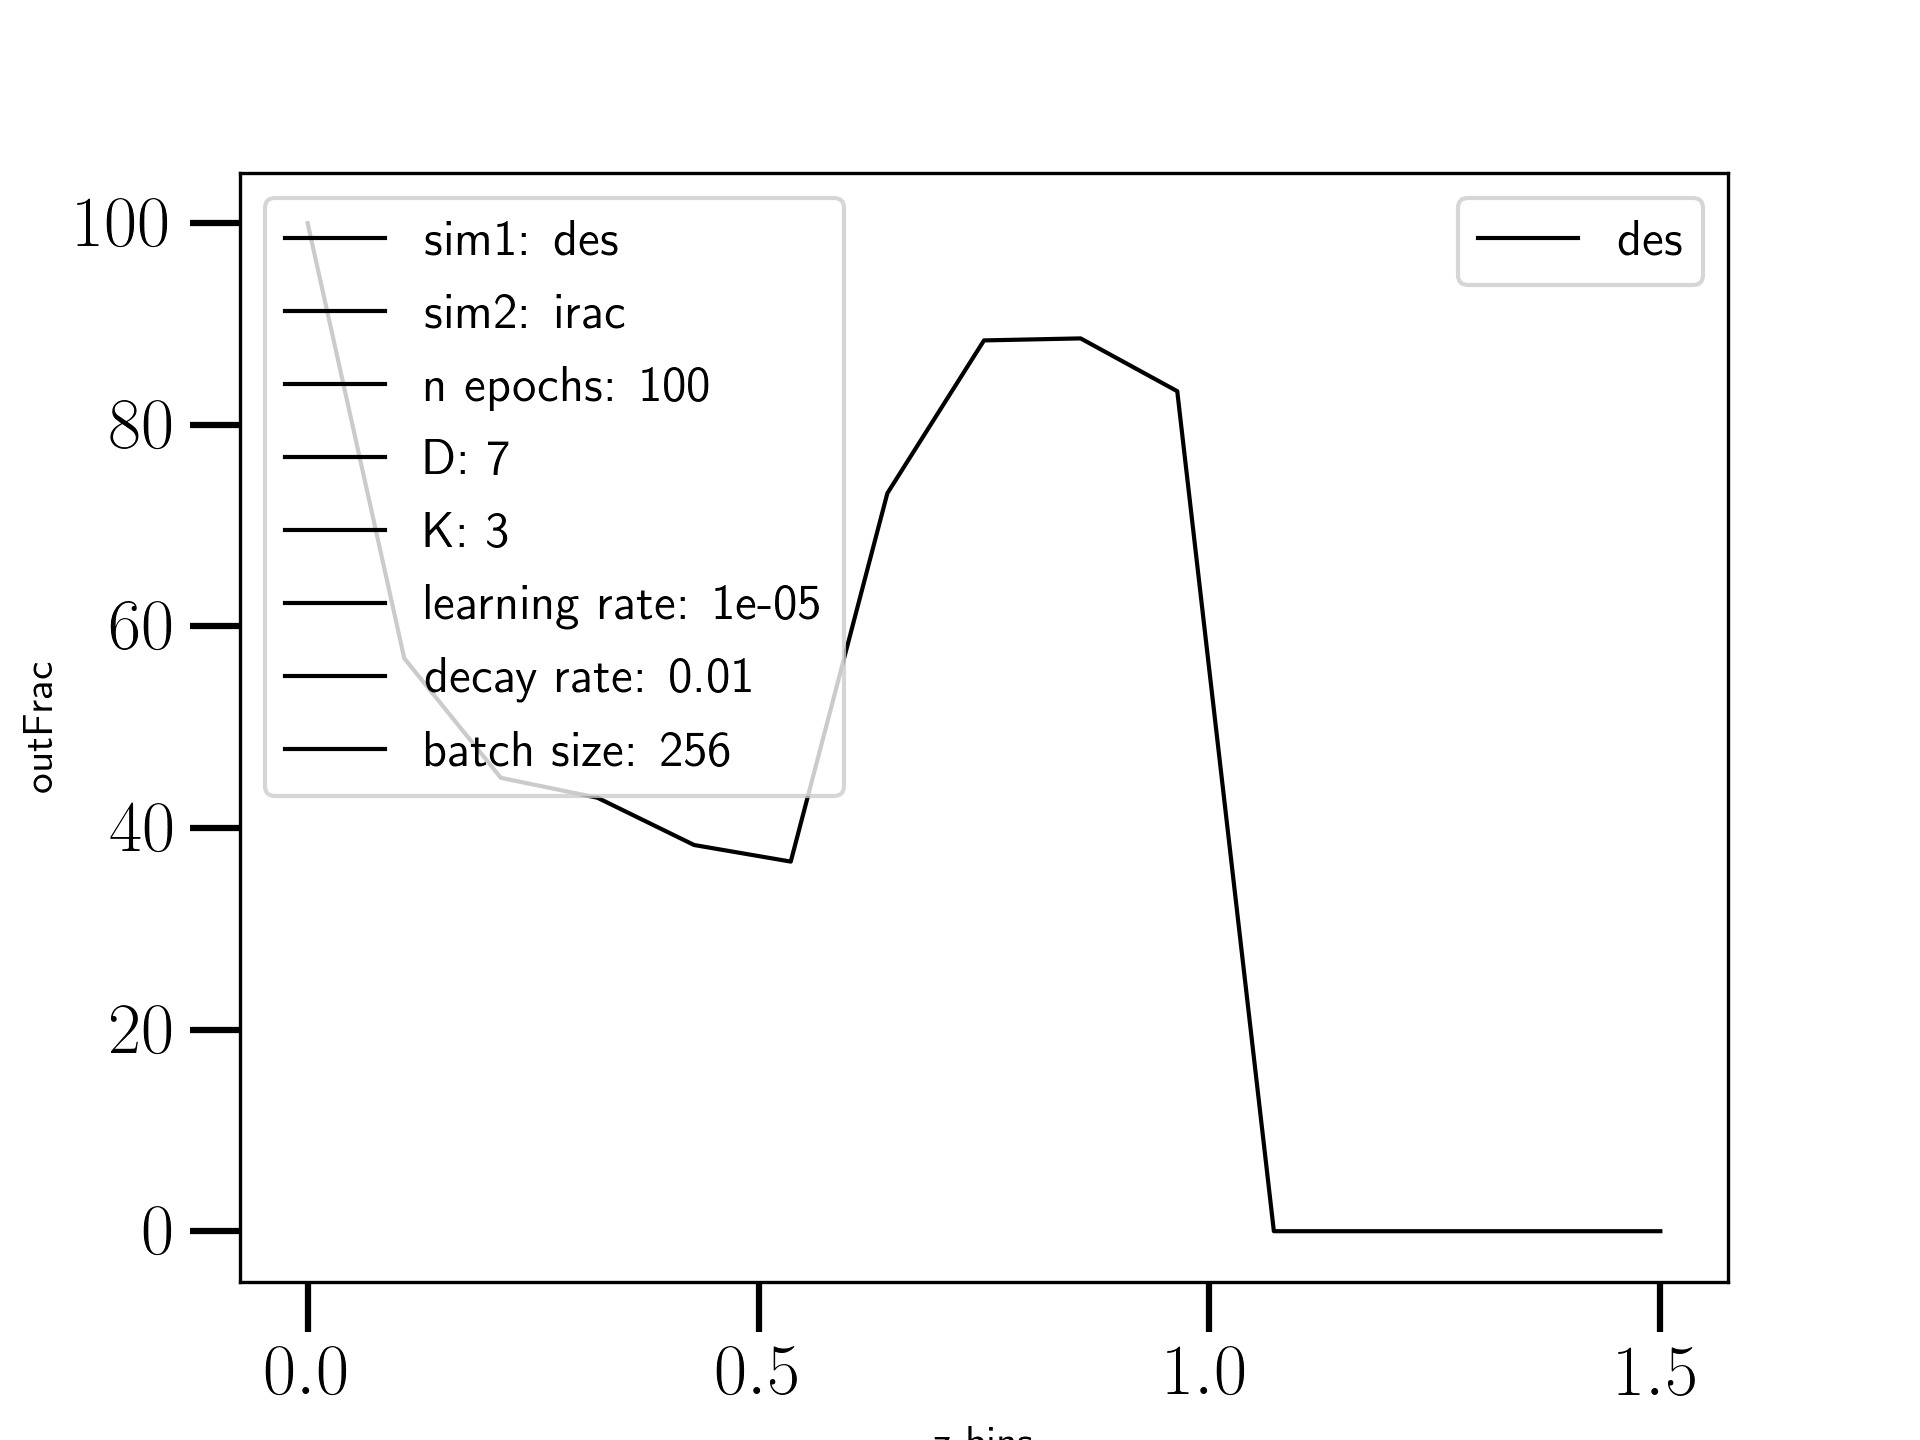 sim1: des
sim2: irac
n epochs: 100
D: 7
K: 3
learning rate: 1e-05
decay rate: 0.01
batch size: 256
des
100
80
60
40
20
0
outFrac
0.0
0.5
1.0
1.5
z bins